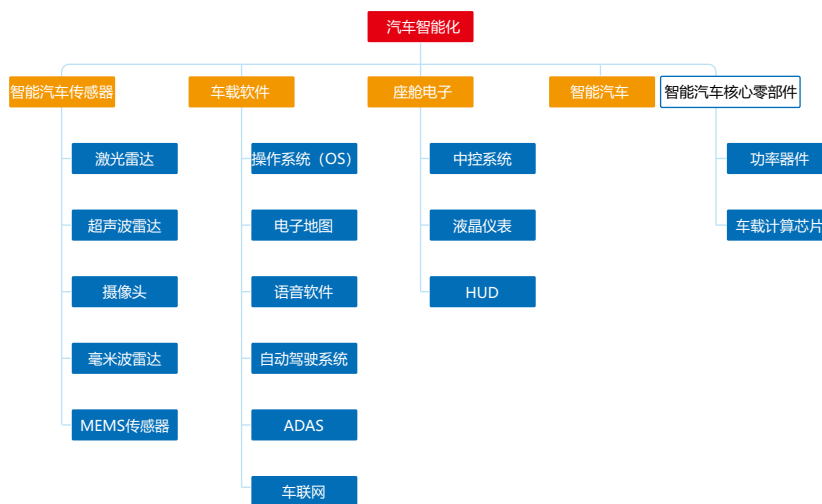 汽车智能化
智能汽车传感器
车载软件
座舱电子
智能汽车
智能汽车核心零部件
激光雷达
操作系统（OS）
中控系统
功率器件
超声波雷达
电子地图
液晶仪表
车载计算芯片
摄像头
语音软件
HUD
毫米波雷达
自动驾驶系统
MEMS传感器
ADAS
车联网